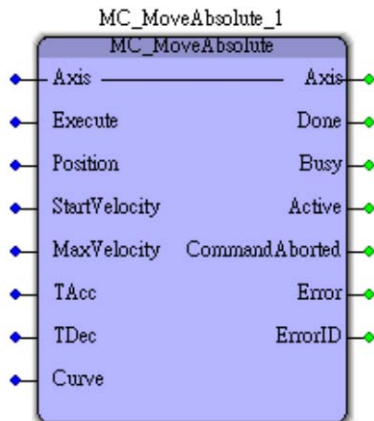 MC_MoveAbsolute_1
MC_MoveAbsolute
Axis Axis
Execute Done
Position Busy
StartVelocity Active
MaxVelocity CommandAborted
TAcc Error
TDec ErrorID
Curve